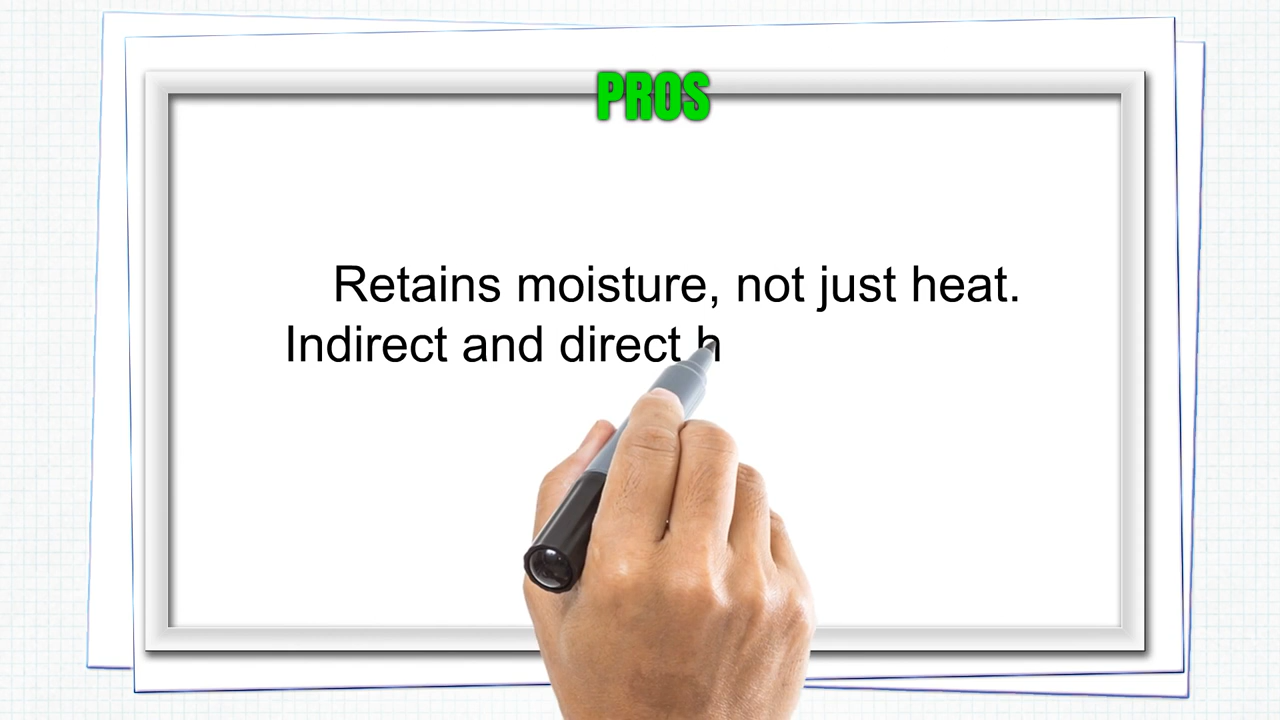 PROS
Retains moisture, not just heat.
Indirect and direct h